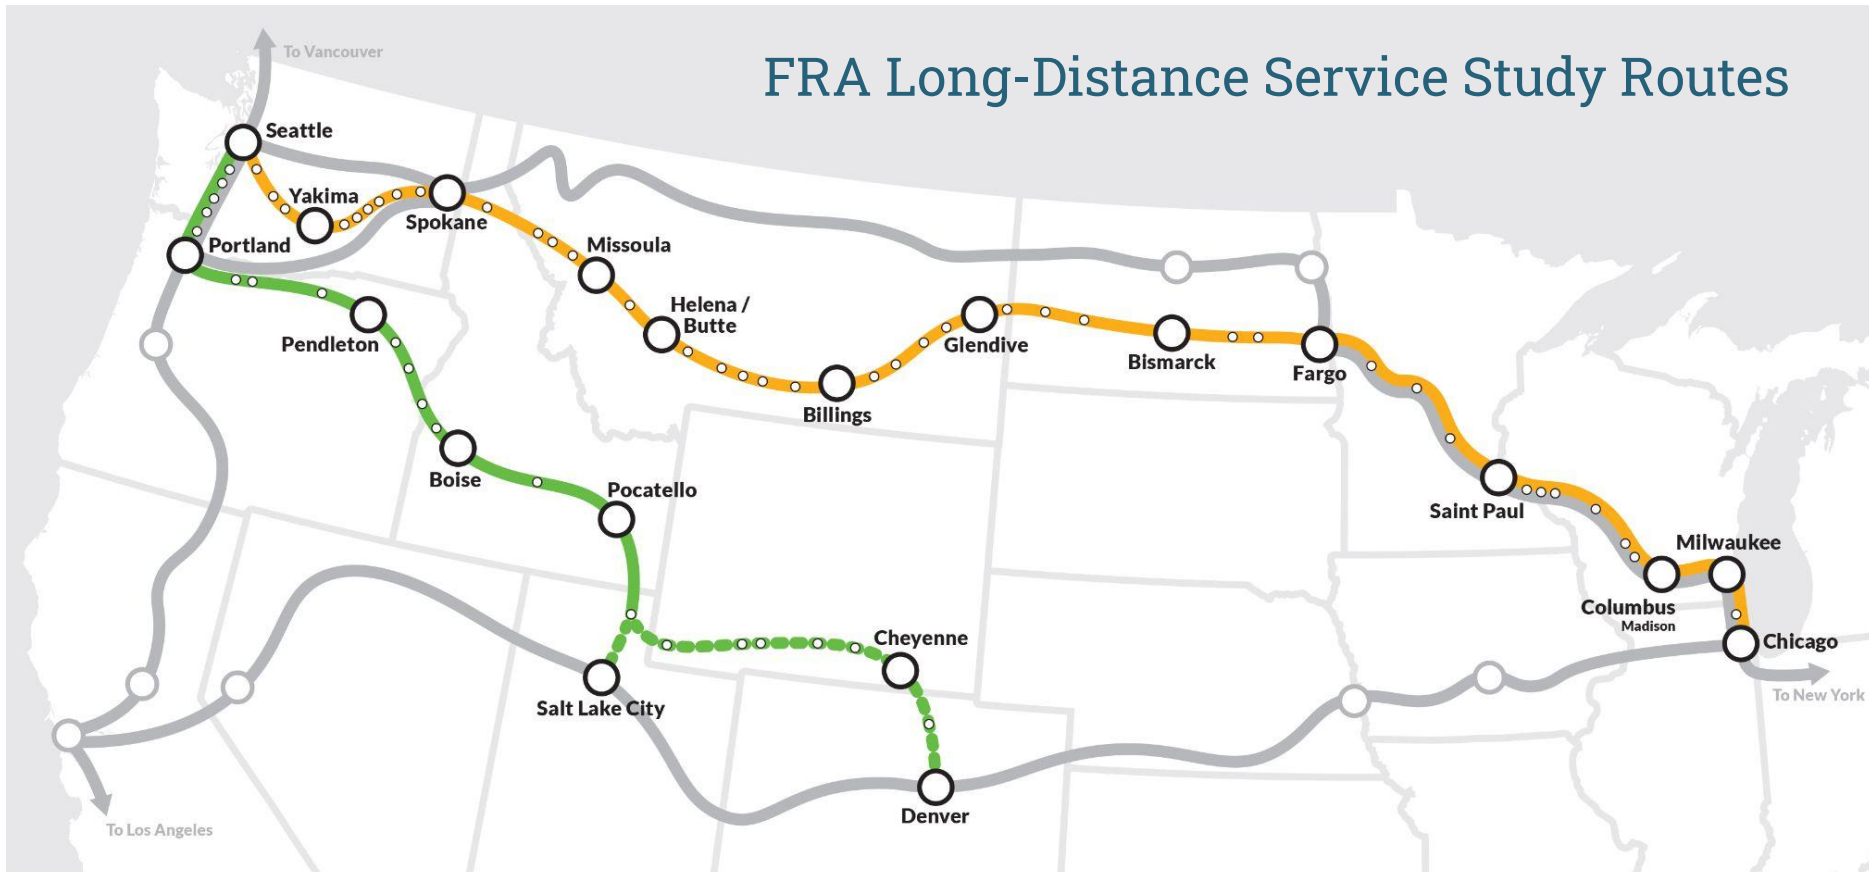 FRA Long-Distance Service Study Routes
To Vancouver
Seattle
Yakima
Spokane
Portland
Missoula
Helena /
Butte
Pendleton
Glendive
Bismarck
Fargo
Billings
Boise
Pocatello
Saint Paul
Milwaukee
Columbus
Madison
Cheyenne
Chicago
Salt Lake City
To New York
Denver
To Los Angeles